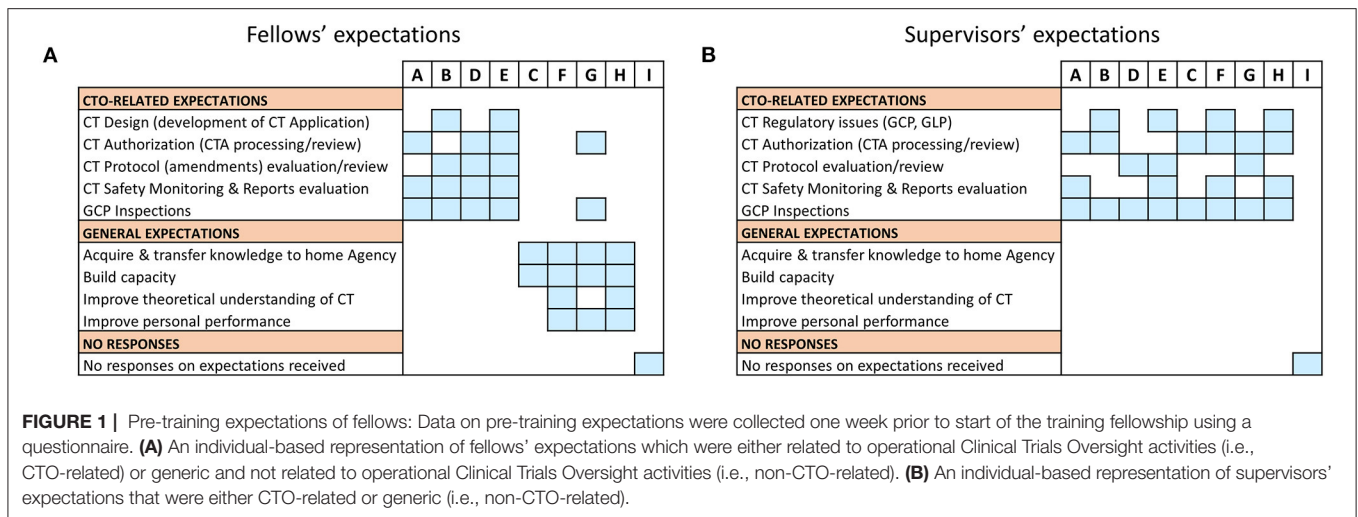 Fellows' expectations
A
A B D E C F G H I
CTO-RELATED EXPECTATIONS
CT Design (development of CT Application)
CT Authorization (CTA processing/review)
CT Protocol (amendments) evaluation/review
CT Safety Monitoring & Reports evaluation
GCP Inspections
GENERAL EXPECTATIONS
Acquire & transfer knowledge to home Agency
Build capacity
Improve theoretical understanding of CT
Improve personal performance
NO RESPONSES
No responses on expectations received
Supervisors' expectations
B
A B D E C F G H I
CTO-RELATED EXPECTATIONS
CT Regulatory issues (GCP, GLP)
CT Authorization (CTA processing/review)
CT Protocol evaluation/review
CT Safety Monitoring & Reports evaluation
GCP Inspections
GENERAL EXPECTATIONS
Acquire & transfer knowledge to home Agency
Build capacity
Improve theoretical understanding of CT
Improve personal performance
NO RESPONSES
No responses on expectations received
FIGURE 1 | Pre-training expectations of fellows: Data on pre-training expectations were collected one week prior to start of the training fellowship using a
questionnaire. (A) An individual-based representation of fellows' expectations which were either related to operational Clinical Trials Oversight activities (i.e.,
CTO-related) or generic and not related to operational Clinical Trials Oversight activities (i.e., non-CTO-related). (B) An individual-based representation of supervisors'
expectations that were either CTO-related or generic (i.e., non-CTO-related).